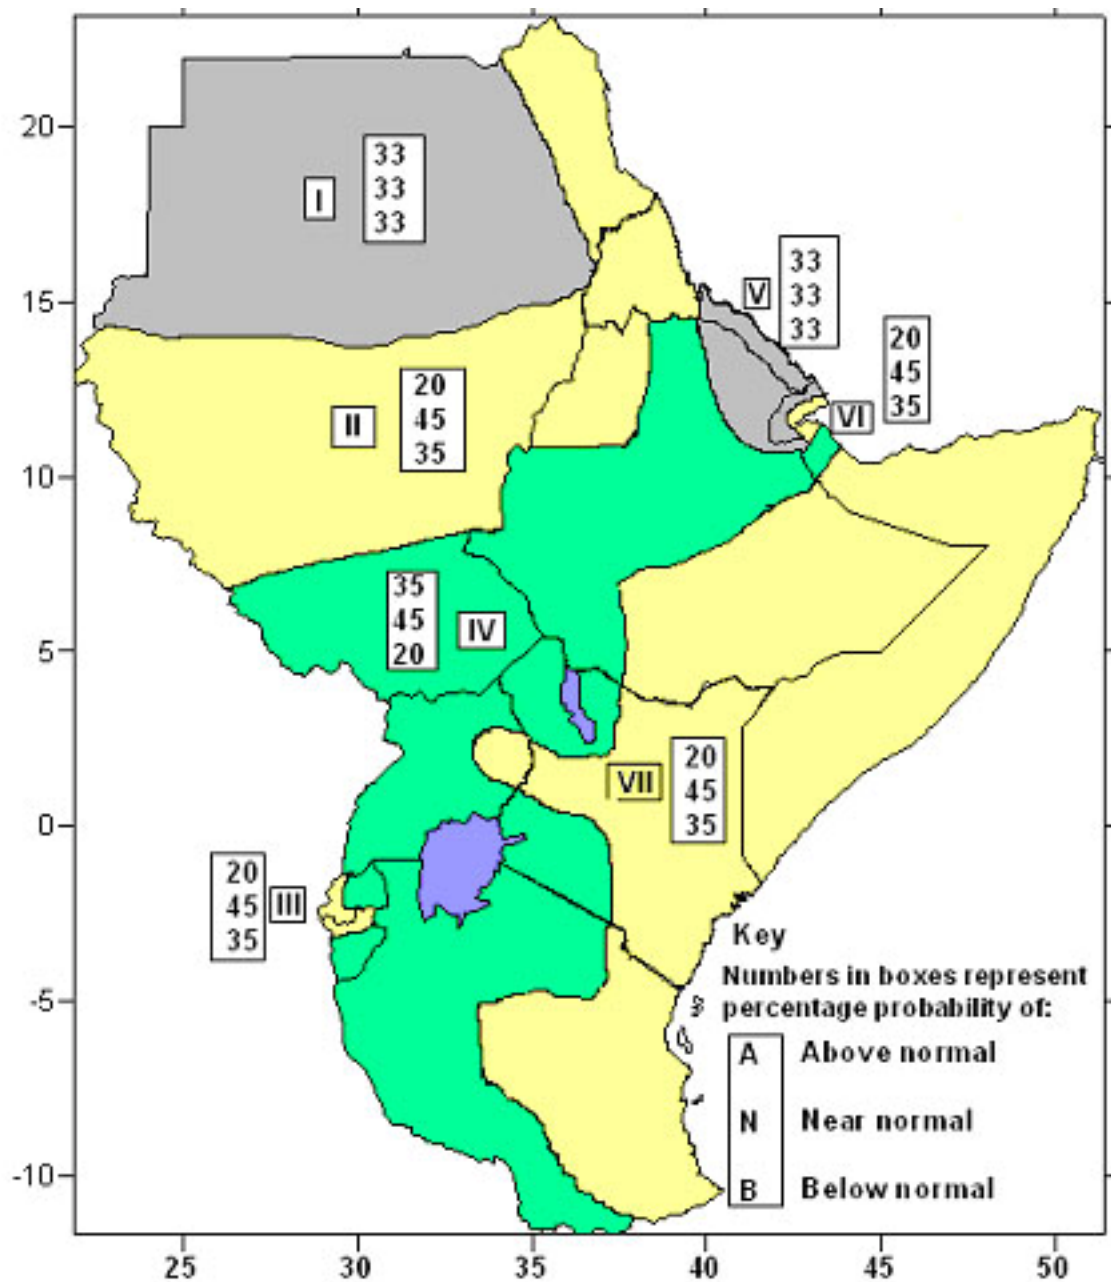 20
15
10
5
0
-5
-10
I
33
33
33
V
33
33
33
VI
20
45
35
II
20
45
35
35
45
20
IV
VII
20
45
35
20
45
35
III
Key
Numbers in boxes represent
percentage probability of:
A Above normal
N Near normal
B Below normal
25 30 35 40 45 50